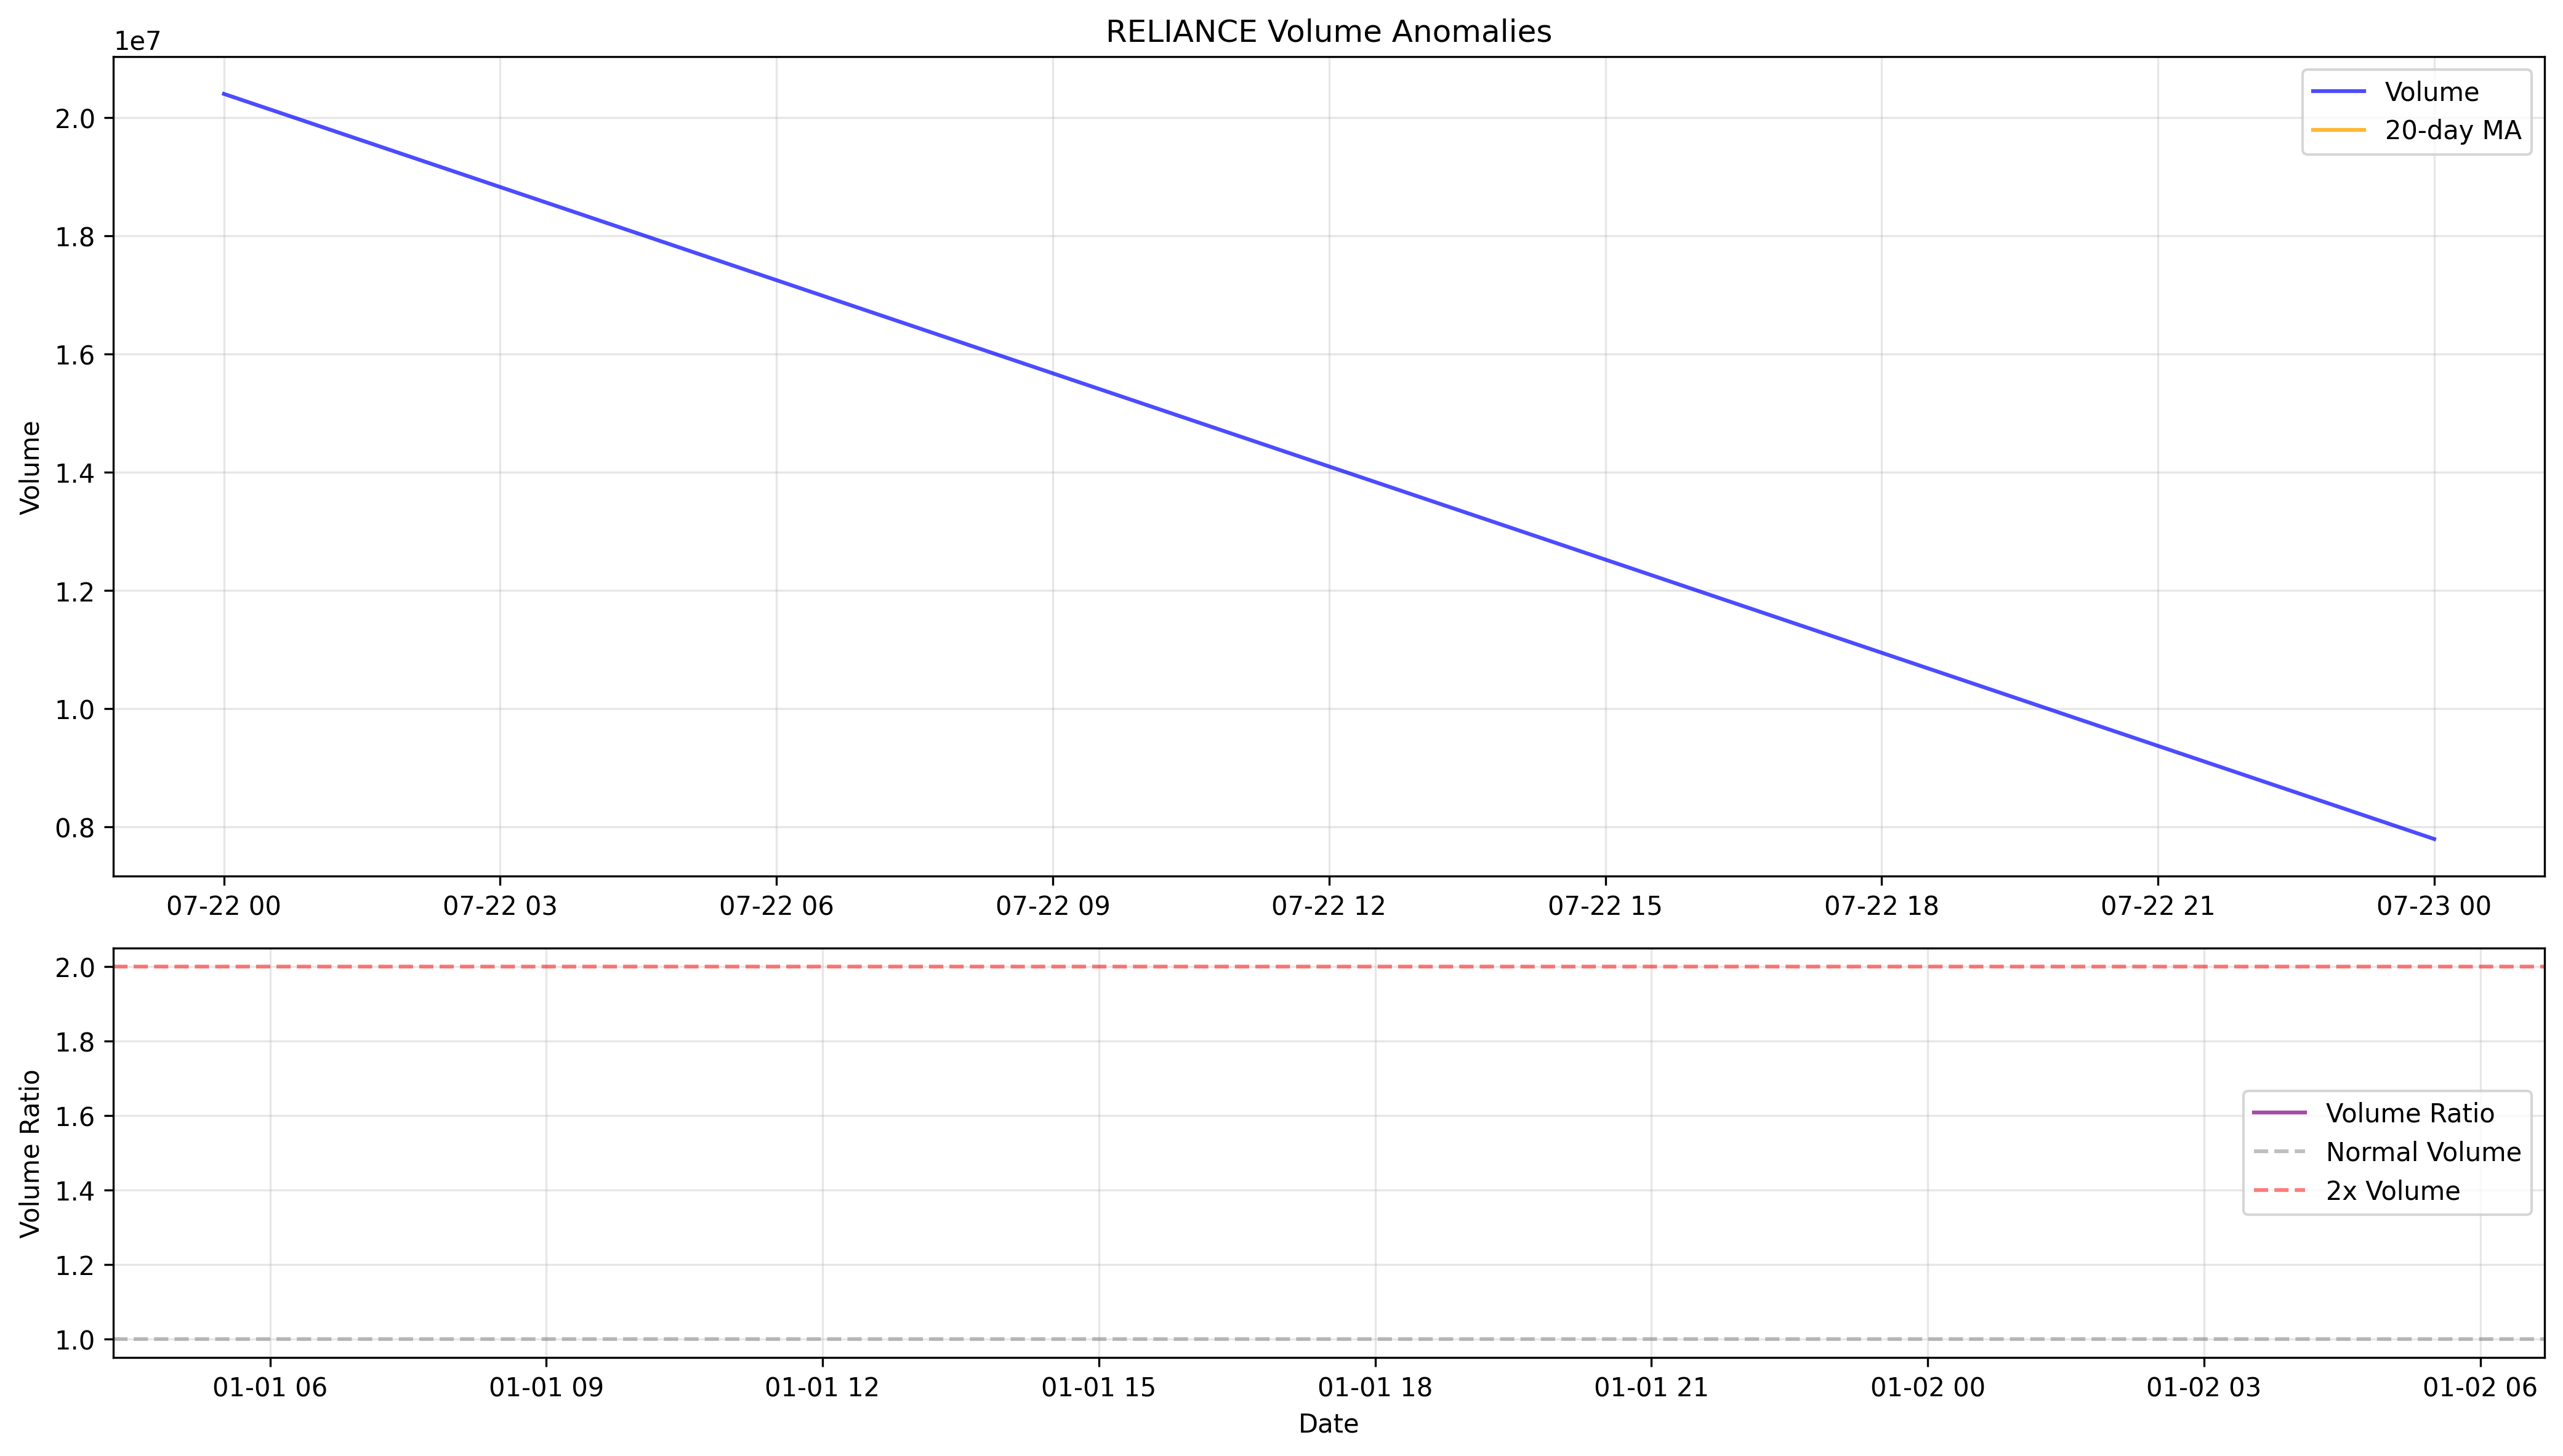 RELIANCE Volume Anomalies
1e7
Volume
20-day MA
2.0
1.8
1.6
1.4
1.2
1.0
0.8
Volume
07-22 00 07-22 03 07-22 06 07-22 09 07-22 12 07-22 15 07-22 18 07-22 21 07-23 00
2.0
1.8
1.6
1.4
1.2
1.0
Volume Ratio
Volume Ratio
Normal Volume
2x Volume
01-01 06 01-01 09 01-01 12 01-01 15 01-01 18 01-01 21 01-02 00 01-02 03 01-02 06
Date